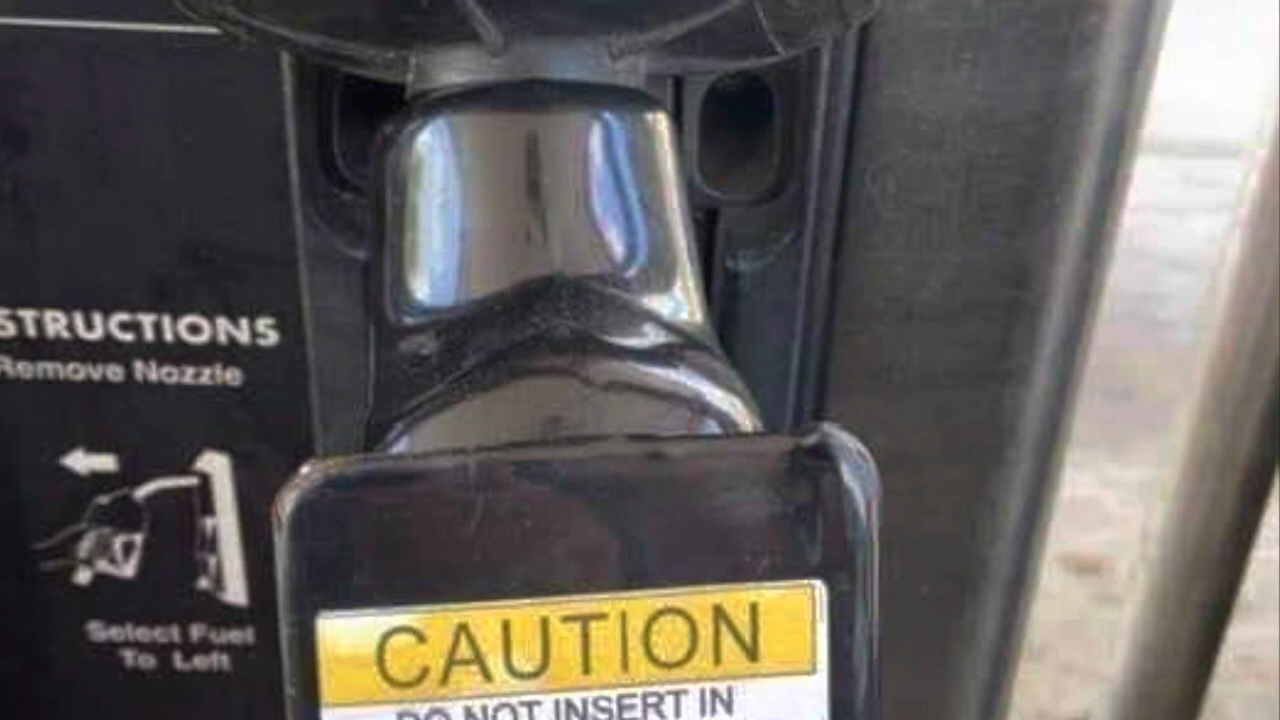 STRUCTIONS
Remove Nozzle
Select Fuel
To Left
CAUTION
DO NOT INSERT IN